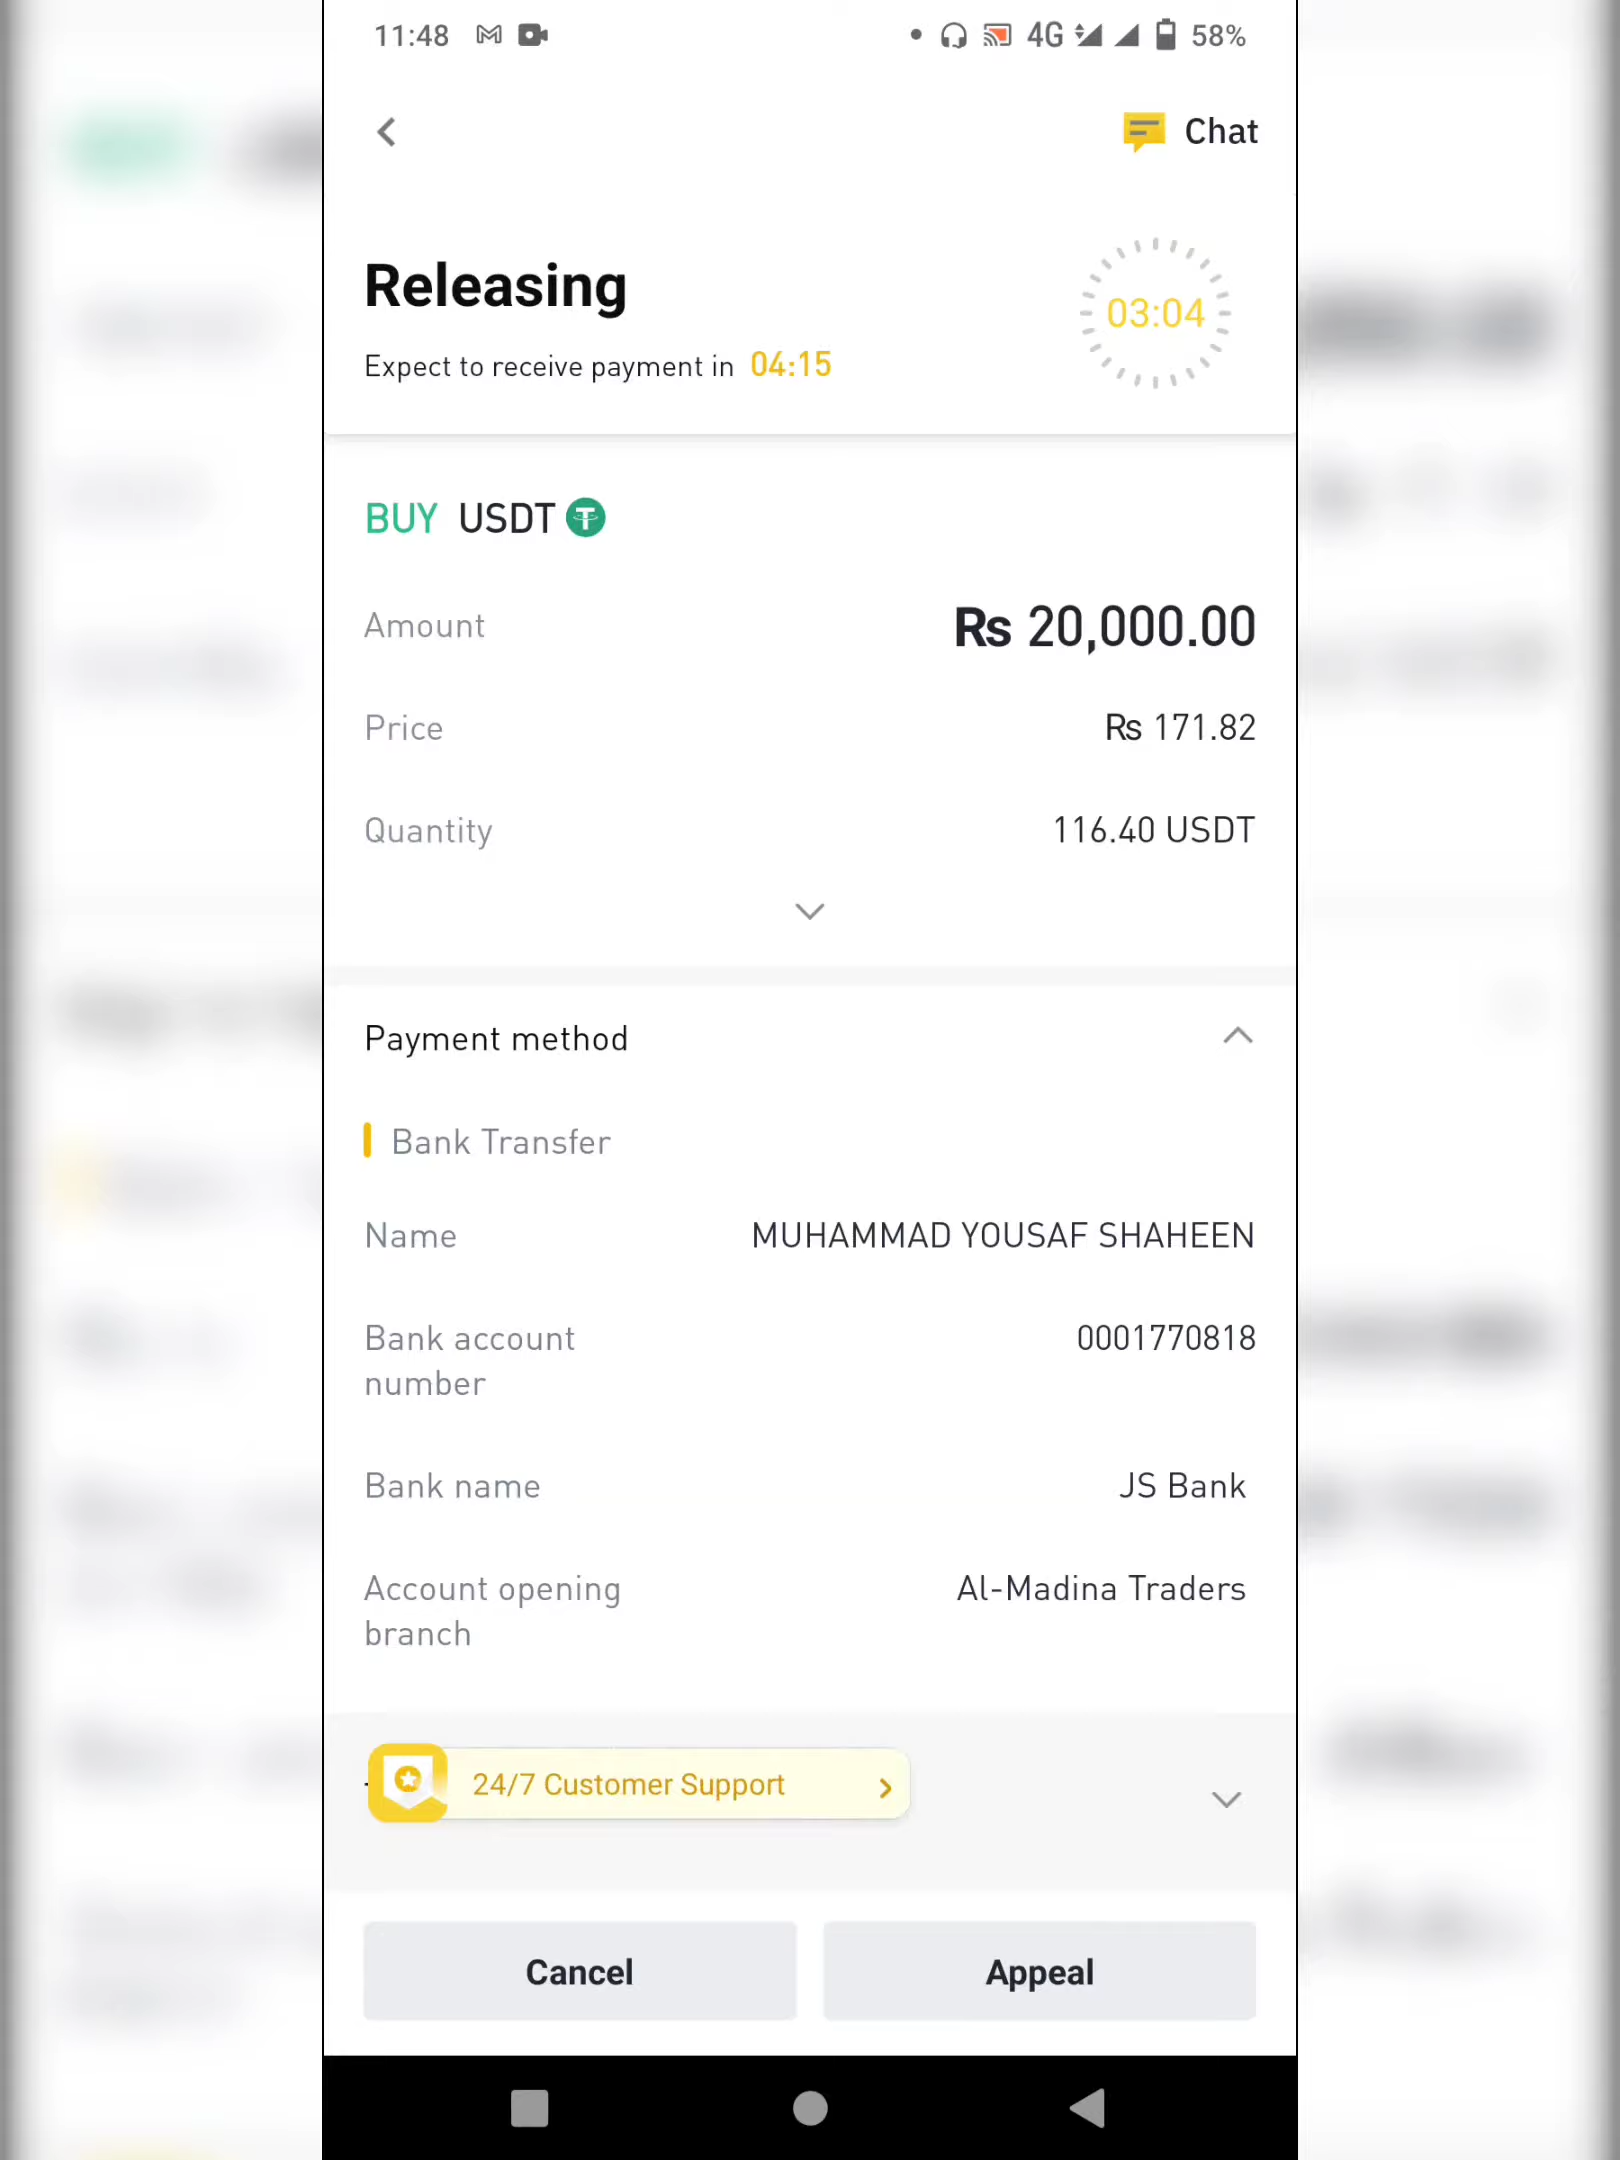 11:48 4G 58%
Chat
Releasing
03:04
Expect to receive payment in 04:15
BUY USDT
Amount Rs 20,000.00
Price Rs 171.82
Quantity 116.40 USDT
Payment method
Bank Transfer
Name MUHAMMAD YOUSAF SHAHEEN
Bank account 0001770818
number
Bank name JS Bank
Account opening Al-Madina Traders
branch
24/7 Customer Support
Cancel Appeal